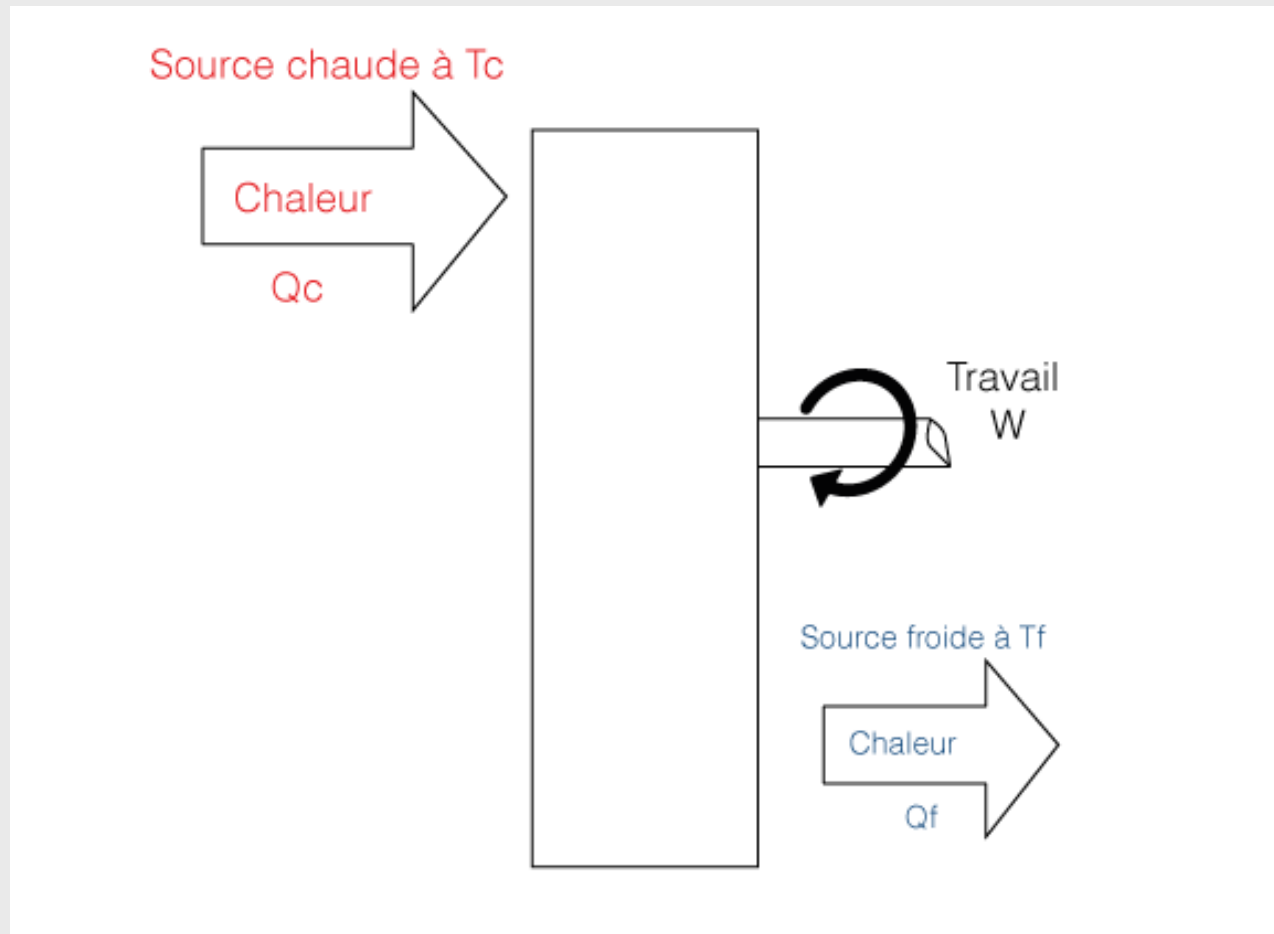 Source chaude à Tc
Chaleur
Qc
Travail
W
Source froide à Tf
Chaleur
Qf